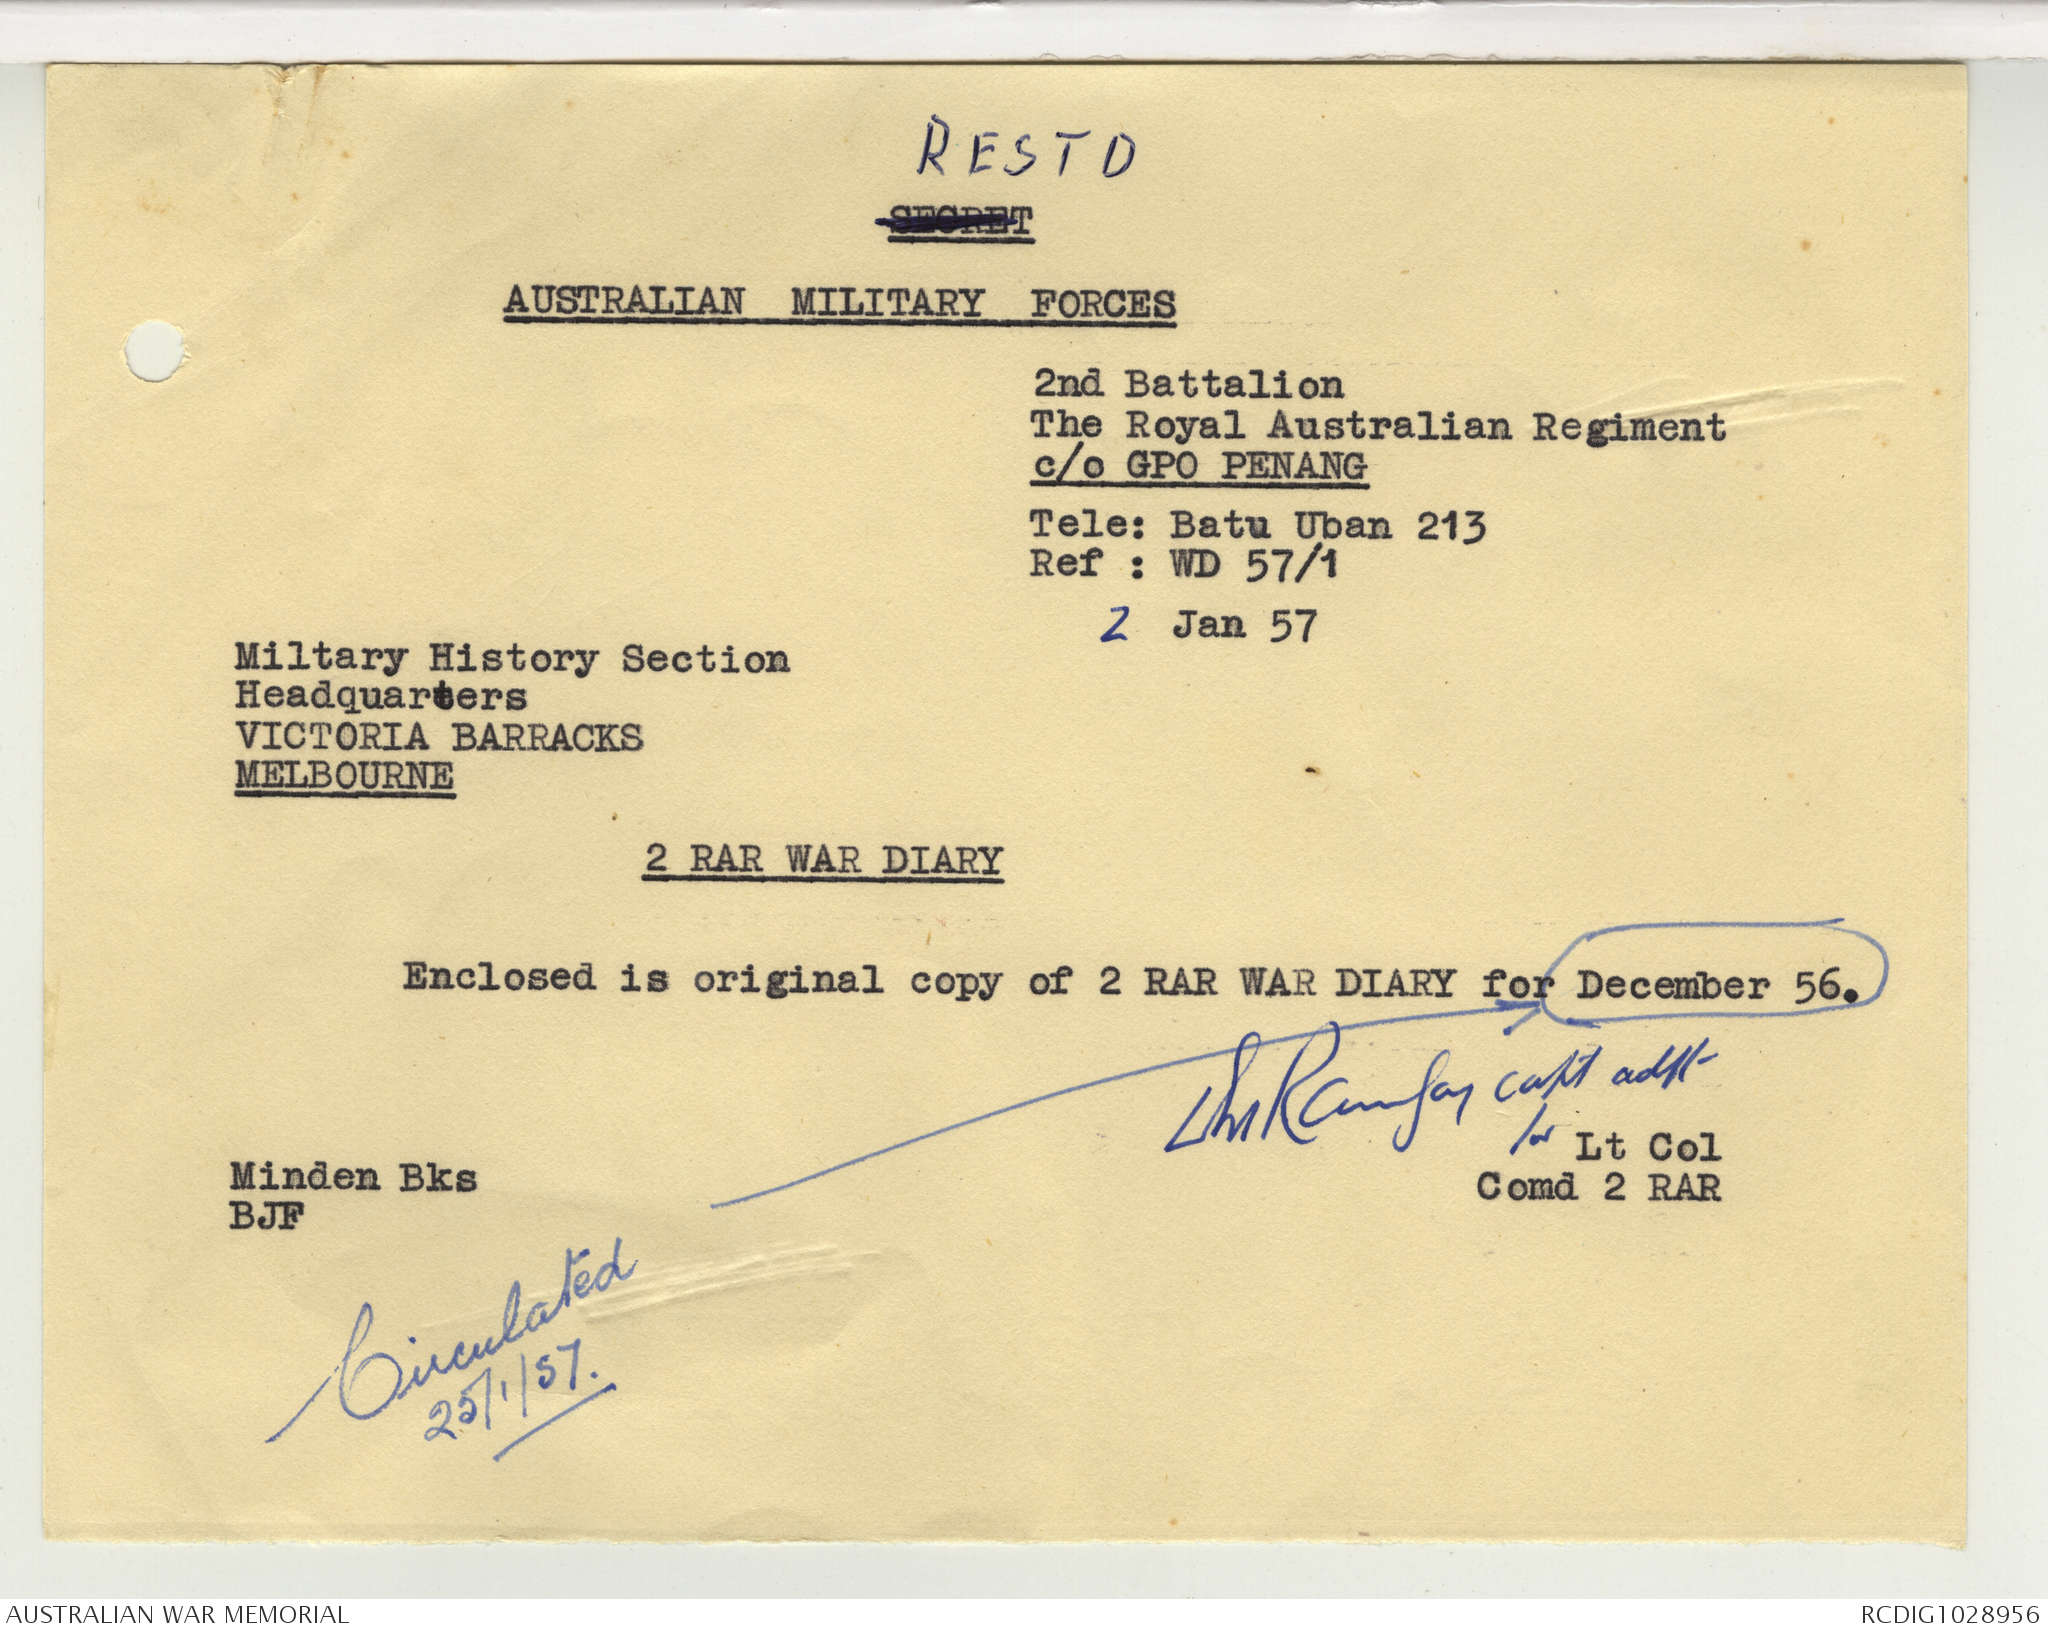 RESTD
SECRET
AUSTRALIAN MILITARY FORCES
2nd Battalion
The Royal Australian Regiment
c/o GPO PENANG
Tele: Batu Uban 213
Ref : WD 57/1
2 Jan 57
Miltary History Section
Headquarters
VICTORIA BARRACKS
MELBOURNE
2 RAR WAR DIARY
Enclosed is original copy of 2 RAR WAR DIARY for December 56.
Ramsay capt adjt
for Lt Col
Comd 2 RAR
Minden Bks
BJF
Circulated
25/1/57.
AUSTRALIAN WAR MEMORIAL
RCDIG1028956